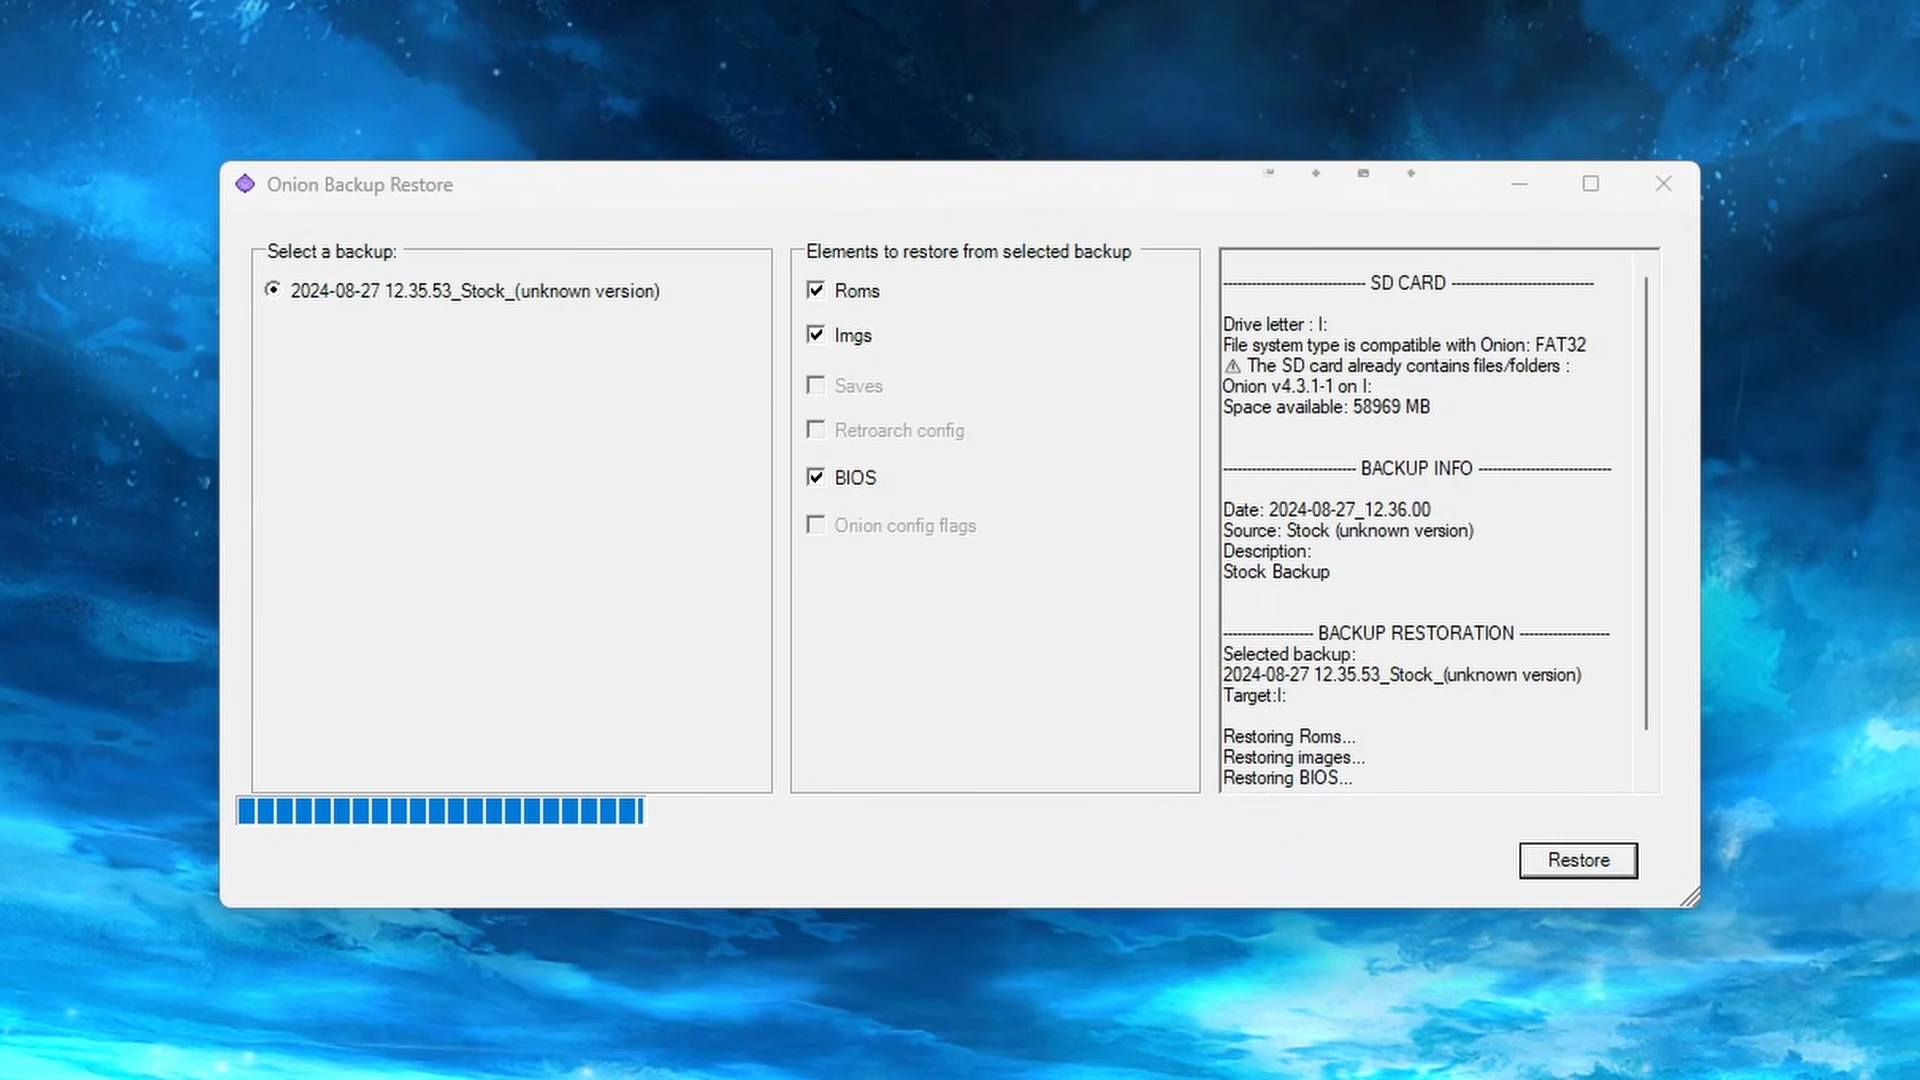 Onion Backup Restore
Select a backup:
2024-08-27 12.35.53_Stock_(unknown version)
Elements to restore from selected backup
Roms
Imgs
Saves
Retroarch config
BIOS
Onion config flags
---------------------------- SD CARD ----------------------------
Drive letter : I:
File system type is compatible with Onion: FAT32
⚠ The SD card already contains files/folders :
Onion v4.3.1-1 on I:
Space available: 58969 MB
-------------------------- BACKUP INFO --------------------------
Date: 2024-08-27_12.36.00
Source: Stock (unknown version)
Description:
Stock Backup
------------------ BACKUP RESTORATION ------------------
Selected backup:
2024-08-27 12.35.53_Stock_(unknown version)
Target:I:
Restoring Roms...
Restoring images...
Restoring BIOS...
Restore